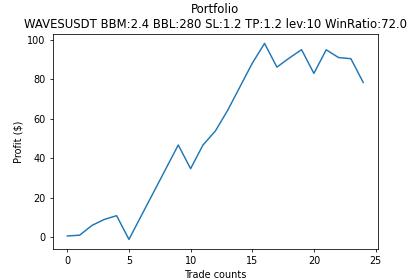 Portfolio
WAVESUSDT BBM:2.4 BBL:280 SL:1.2 TP:1.2 lev:10 WinRatio:72.0
100
80
60
40
20
0
Profit ($)
0 5 10 15 20 25
Trade counts